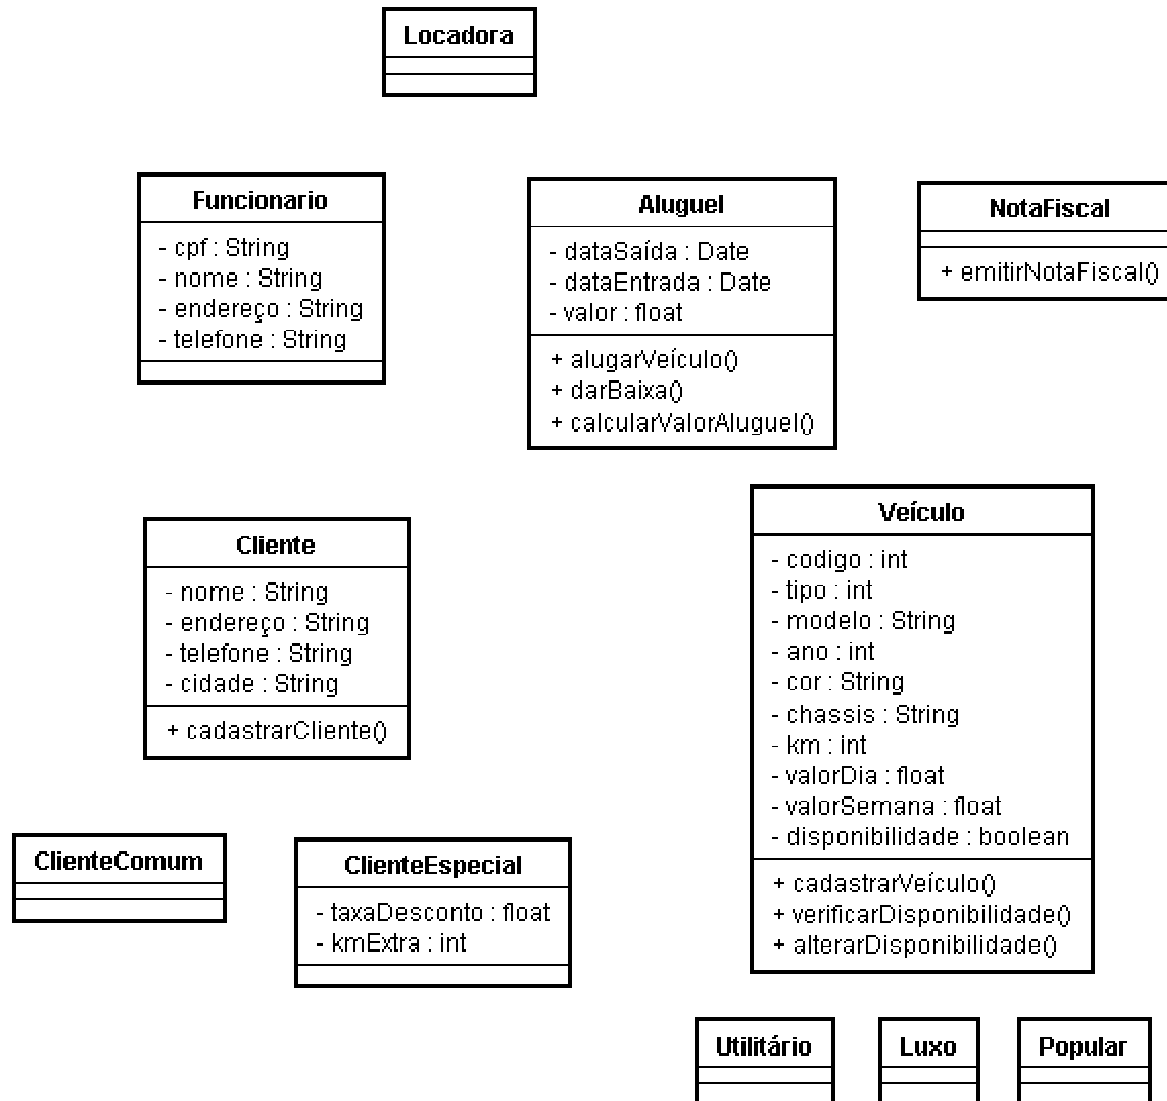 Locadora
Funcionario
- cpf : String
- nome : String
- endereço : String
- telefone : String
Aluguel
- dataSaída : Date
- dataEntrada : Date
- valor : float
+ alugarVeículo()
+ darBaixa()
+ calcularValorAluguel()
NotaFiscal
+ emitirNotaFiscal()
Cliente
- nome : String
- endereço : String
- telefone : String
- cidade : String
+ cadastrarCliente()
Veículo
- codigo : int
- tipo : int
- modelo : String
- ano : int
- cor : String
- chassis : String
- km : int
- valorDia : float
- valorSemana : float
- disponibilidade : boolean
+ cadastrarVeículo()
+ verificarDisponibilidade()
+ alterarDisponibilidade()
ClienteComum
ClienteEspecial
- taxaDesconto : float
- kmExtra : int
Utilitário
Luxo
Popular